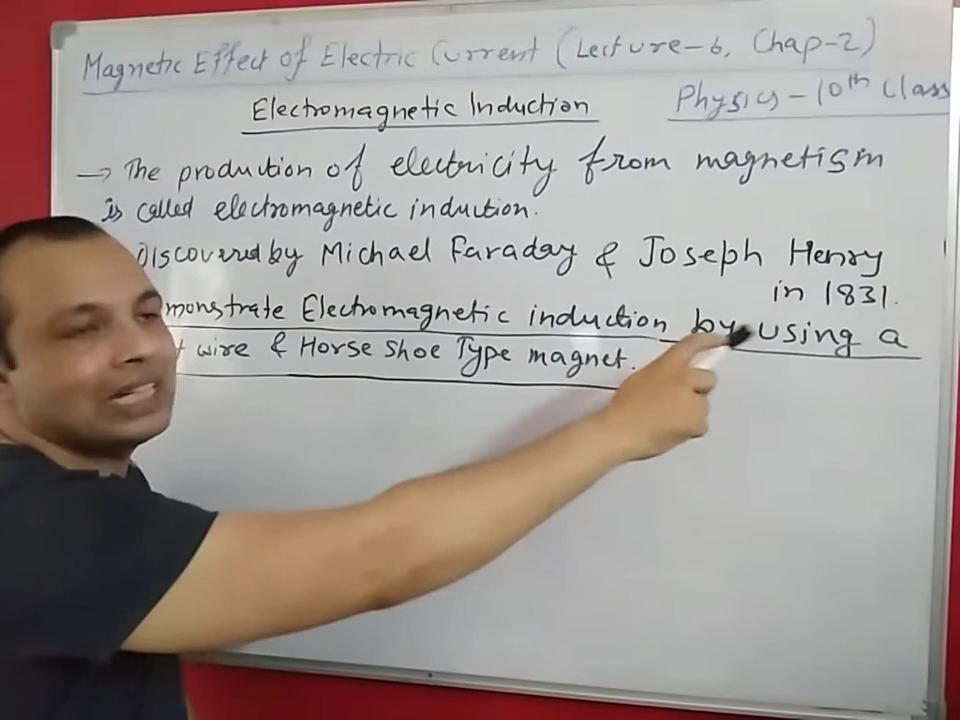 Magnetic Effect of Electric Current (Lecture-6, Chap-2)
Physics - 10th Class
Electromagnetic Induction
→ The production of electricity from magnetism
is called electromagnetic induction.
Discovered by Michael Faraday & Joseph Henry
in 1831.
monstrate Electromagnetic induction by using a
wire & Horse Shoe Type magnet.